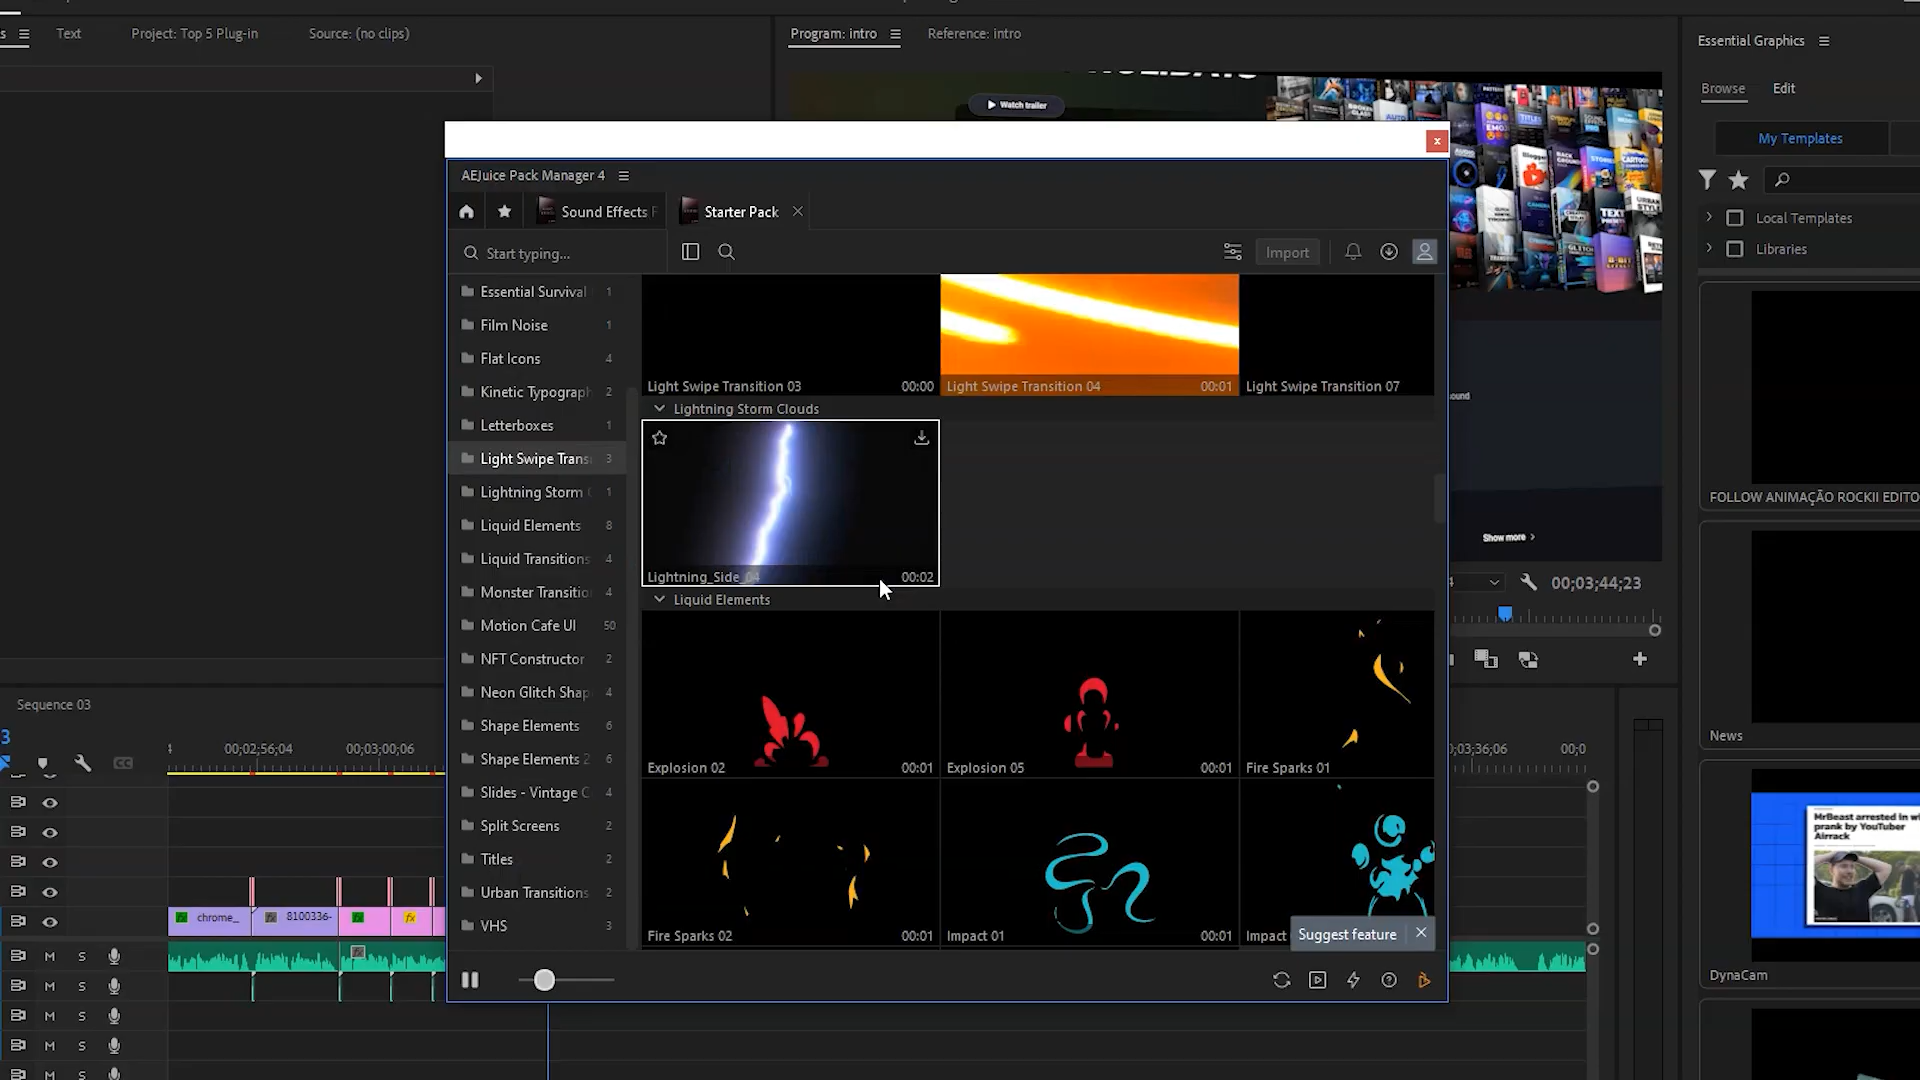 Text
Project: Top 5 Plug-in
Source: (no clips)
Program: intro
Reference: intro
Essential Graphics
Browse
Edit
My Templates
Local Templates
Libraries
Watch trailer
AEJuice Pack Manager 4
Sound Effects P
Starter Pack
Start typing...
Import
Essential Survival 1
Film Noise 1
Flat Icons 4
Kinetic Typograph 2
Letterboxes 1
Light Swipe Trans 3
Lightning Storm C 1
Liquid Elements 8
Liquid Transitions 4
Monster Transitio 4
Motion Cafe UI 50
NFT Constructor 2
Neon Glitch Shap 4
Shape Elements 6
Shape Elements 2 6
Slides - Vintage C 4
Split Screens 2
Titles 2
Urban Transitions 2
VHS 3
Light Swipe Transition 03 00:00
Light Swipe Transition 04 00:01
Light Swipe Transition 07
Lightning Storm Clouds
Lightning_Side_04 00:02
Liquid Elements
Explosion 02 00:01
Explosion 05 00:01
Fire Sparks 01
Fire Sparks 02 00:01
Impact 01 00:01
Impact
Suggest feature
ound
Show more
00;03;44;23
FOLLOW ANIMAÇÃO ROCKII EDITO
News
MrBeast arrested in wi
prank by YouTuber
Airrack
DynaCam
Sequence 03
3
4
00;02;56;04
00;03;00;06
0;03;36;06
00;0
chrome_
8100336-
M S
M S
M S
M S
M S